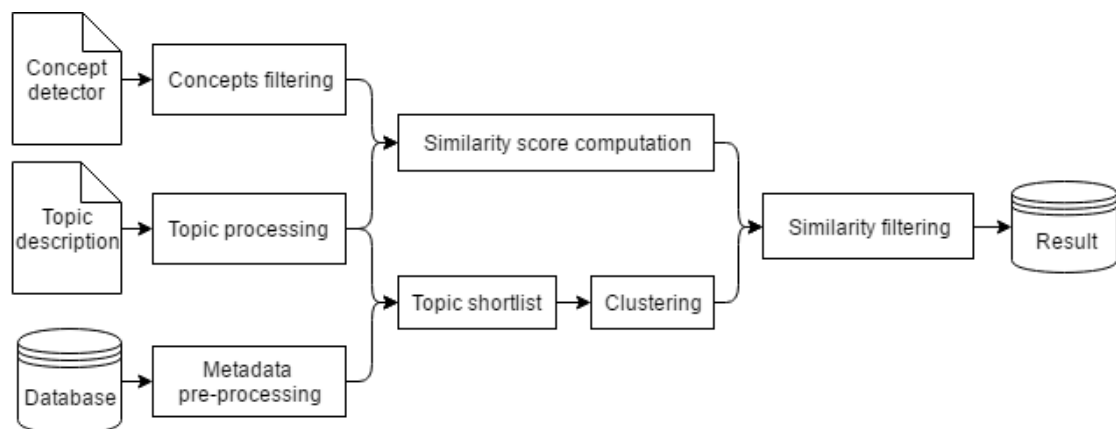 Concept
detector
Concepts filtering
Similarity score computation
Topic
description
Topic processing
Similarity filtering
Result
Topic shortlist
Clustering
Database
Metadata
pre-processing